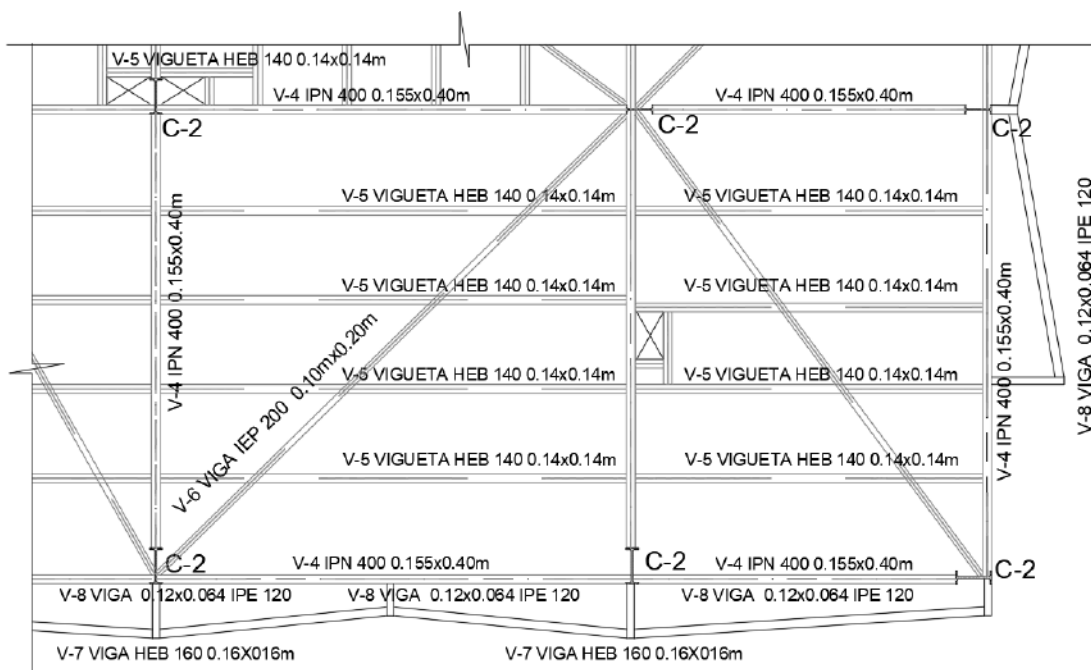 V-5 VIGUETA HEB 140 0.14x0.14m
V-4 IPN 400 0.155x0.40m
V-4 IPN 400 0.155x0.40m
C-2
C-2
C-2
V-5 VIGUETA HEB 140 0.14x0.14m
V-5 VIGUETA HEB 140 0.14x0.14m
V-4 IPN 400 0.155x0.40m
V-8 VIGA 0.12x0.064 IPE 120
V-5 VIGUETA HEB 140 0.14x0.14m
V-5 VIGUETA HEB 140 0.14x0.14m
V-4 IPN 400 0.155x0.40m
V-6 VIGA IEP 200 0.10mx0.20m
V-5 VIGUETA HEB 140 0.14x0.14m
V-5 VIGUETA HEB 140 0.14x0.14m
V-5 VIGUETA HEB 140 0.14x0.14m
V-5 VIGUETA HEB 140 0.14x0.14m
C-2
V-4 IPN 400 0.155x0.40m
C-2
V-4 IPN 400 0.155x0.40m
C-2
V-8 VIGA 0.12x0.064 IPE 120
V-8 VIGA 0.12x0.064 IPE 120
V-8 VIGA 0.12x0.064 IPE 120
V-7 VIGA HEB 160 0.16X016m
V-7 VIGA HEB 160 0.16X016m